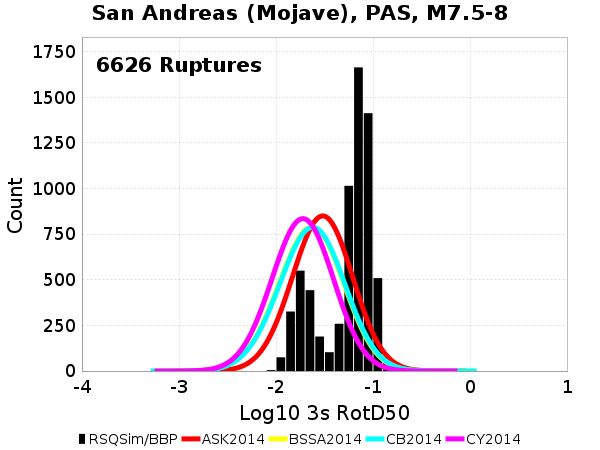 San Andreas (Mojave), PAS, M7.5-8
6626 Ruptures
Count
1750
1500
1250
1000
750
500
250
0
-4 -3 -2 -1 0 1
Log10 3s RotD50
RSQSim/BBP ASK2014 BSSA2014 CB2014 CY2014